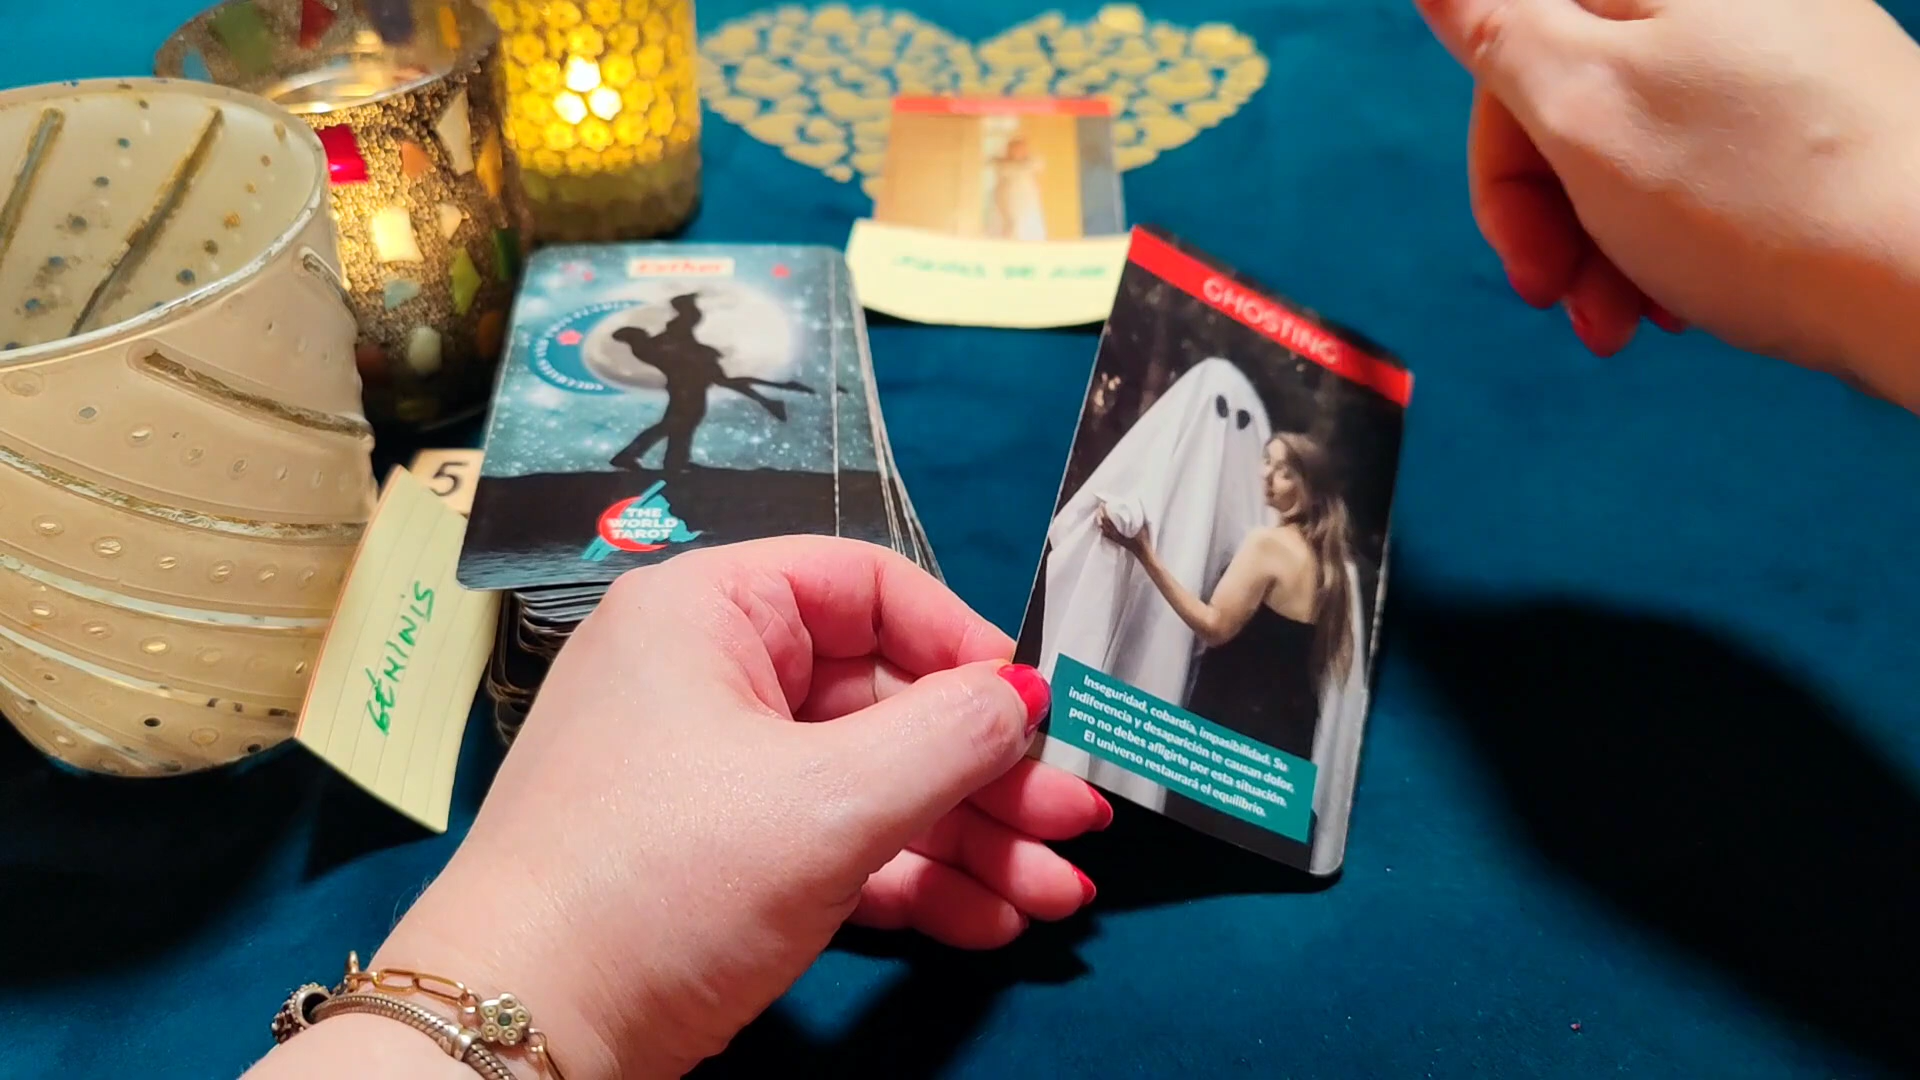 Esther
THE
WORLD
TAROT
5
GÉMINIS
GHOSTING
Inseguridad, cobardía, impasibilidad. Su
indiferencia y desaparición te causan dolor,
pero no debes afligirte por esta situación.
El universo restaurará el equilibrio.